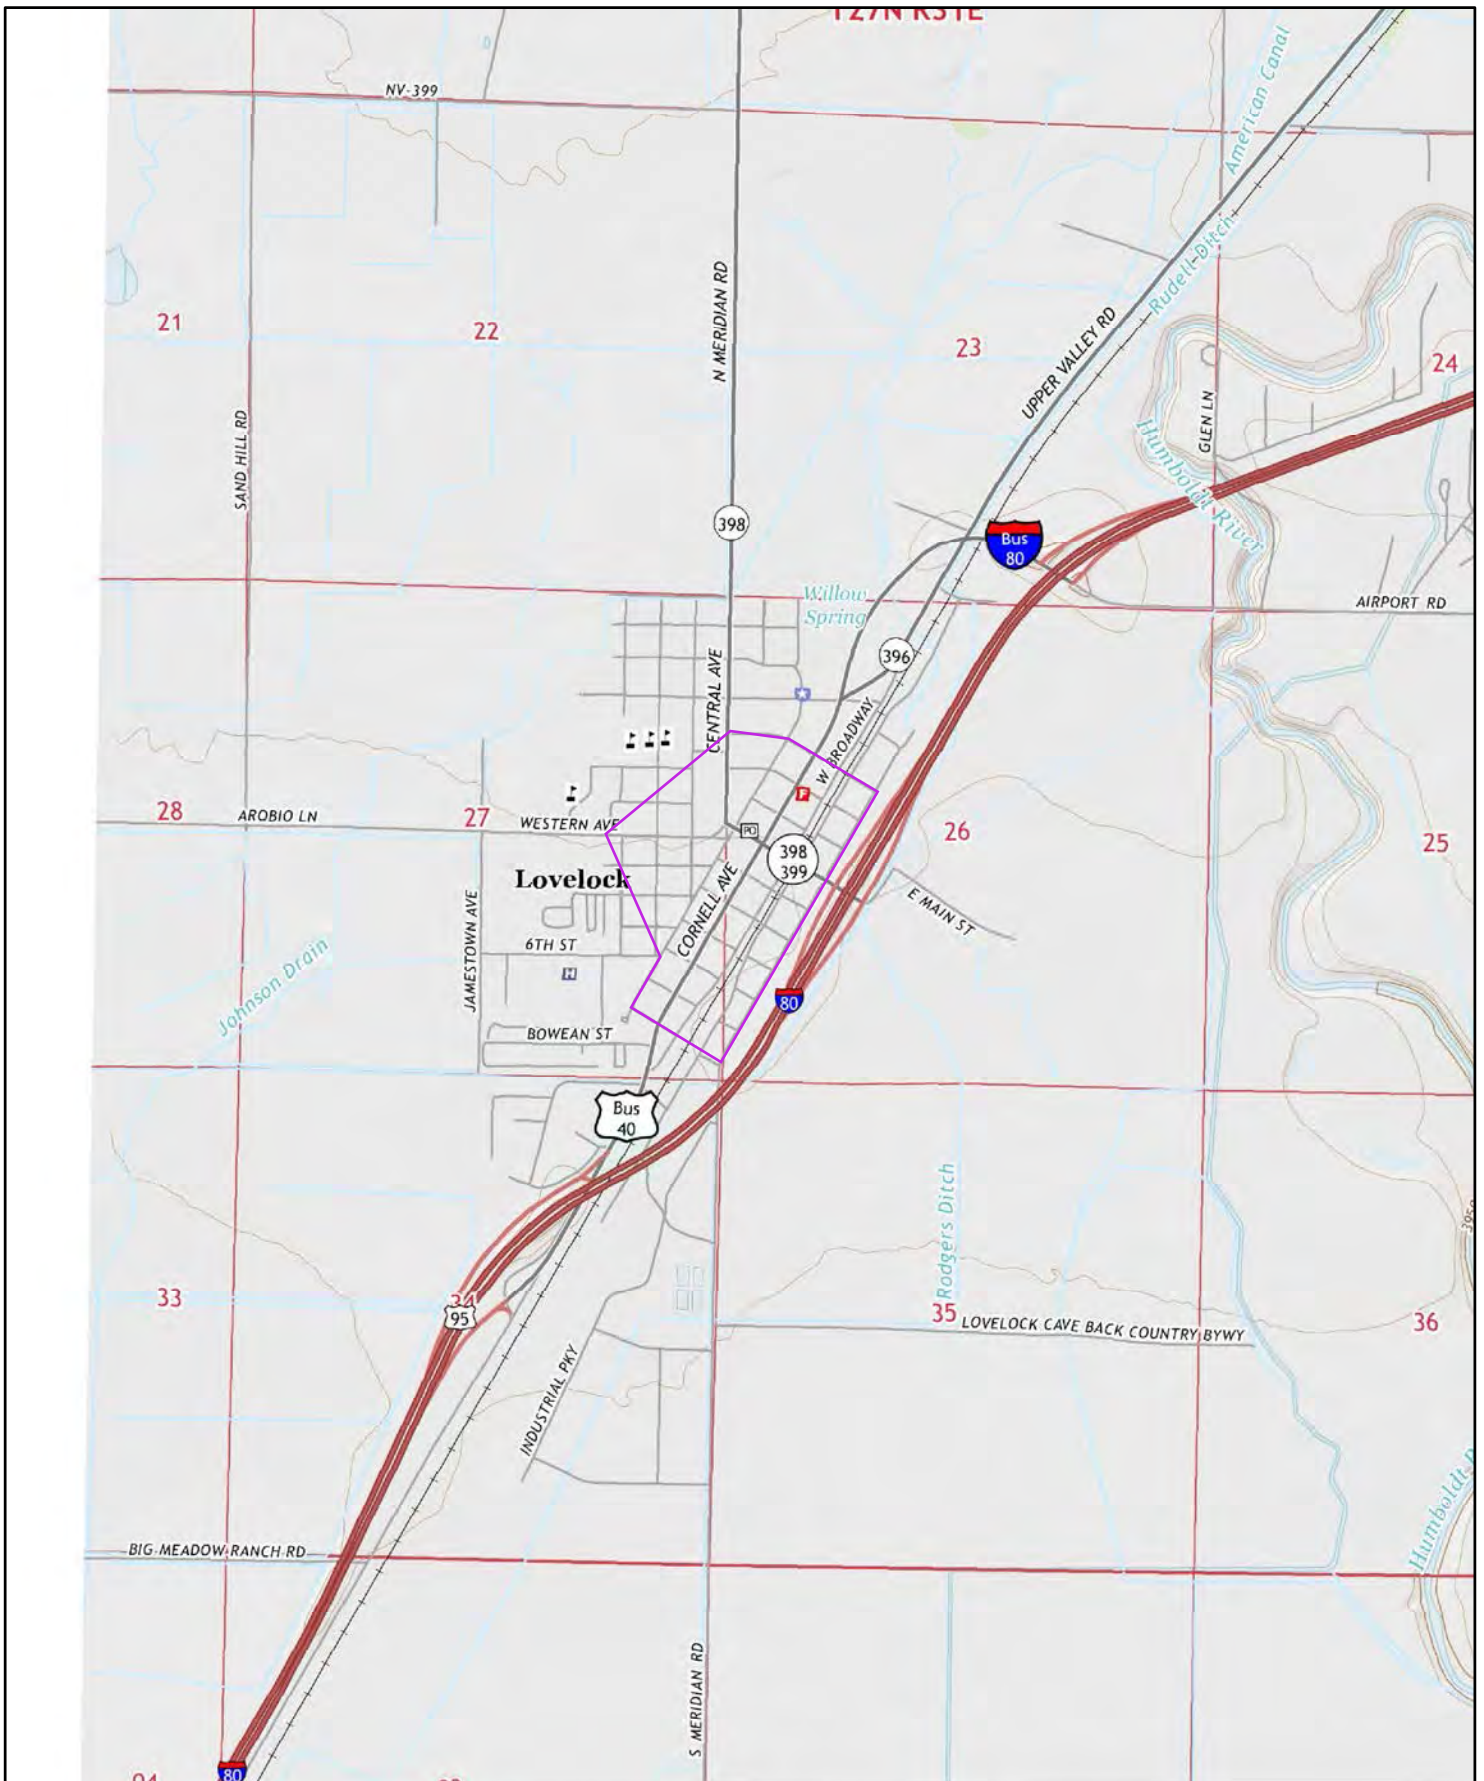 T27N R31E
NV-399
American Canal
Rudell Ditch
21
22
23
24
N MERIDIAN RD
UPPER VALLEY RD
SAND HILL RD
GLEN LN
Humboldt River
398
Bus
80
Willow
Spring
AIRPORT RD
396
CENTRAL AVE
W BROADWAY
F
28
AROBIO LN
27
WESTERN AVE
PO
26
25
398
399
Lovelock
CORNELL AVE
E MAIN ST
JAMESTOWN AVE
6TH ST
H
Johnson Drain
80
BOWEAN ST
Bus
40
Rodgers Ditch
33
34
95
35
LOVELOCK CAVE BACK COUNTRY BYWY
36
INDUSTRIAL PKY
BIG MEADOW RANCH RD
S MERIDIAN RD
80